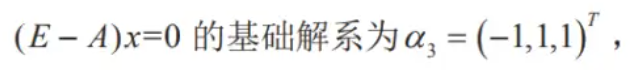 (E − A)x=0 的基础解系为 α₃ = (−1,1,1)ᵀ ，